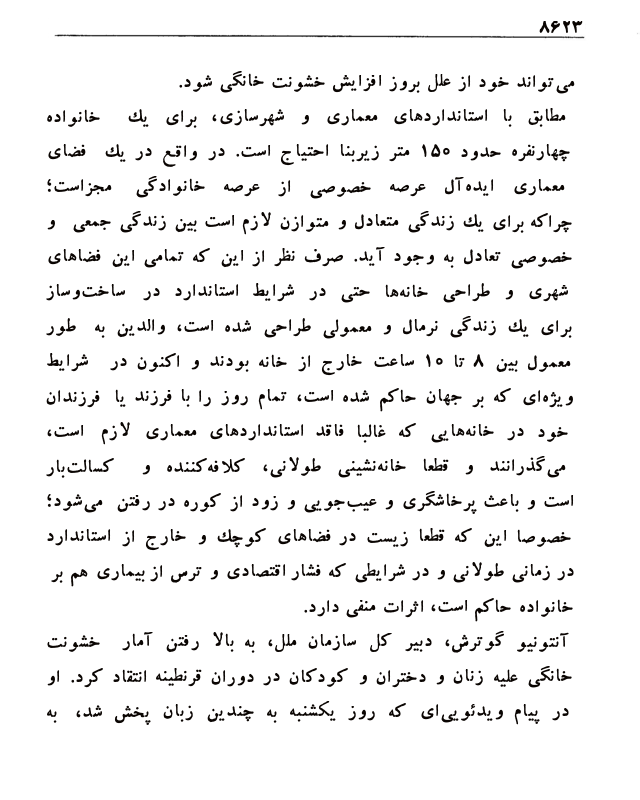 ۸۶۲۳
می‌تواند خود از علل بروز افزایش خشونت خانگی شود.
مطابق با استانداردهای معماری و شهرسازی، برای یك خانواده
چهارنفره حدود ۱۵۰ متر زیربنا احتیاج است. در واقع در یك فضای
معماری ایده‌آل عرصه خصوصی از عرصه خانوادگی مجزاست؛
چراکه برای یك زندگی متعادل و متوازن لازم است بین زندگی جمعی و
خصوصی تعادل به وجود آید. صرف نظر از این که تمامی این فضاهای
شهری و طراحی خانه‌ها حتی در شرایط استاندارد در ساخت‌وساز
برای یك زندگی نرمال و معمولی طراحی شده است، والدین به طور
معمول بین ۸ تا ۱۰ ساعت خارج از خانه بودند و اکنون در شرایط
ویژه‌ای که بر جهان حاکم شده است، تمام روز را با فرزند یا فرزندان
خود در خانه‌هایی که غالبا فاقد استانداردهای معماری لازم است،
می‌گذرانند و قطعا خانه‌نشینی طولانی، کلافه‌کننده و کسالت‌بار
است و باعث پرخاشگری و عیب‌جویی و زود از کوره در رفتن می‌شود؛
خصوصا این که قطعا زیست در فضاهای کوچك و خارج از استاندارد
در زمانی طولانی و در شرایطی که فشار اقتصادی و ترس از بیماری هم بر
خانواده حاکم است، اثرات منفی دارد.
آنتونیو گوترش، دبیر کل سازمان ملل، به بالا رفتن آمار خشونت
خانگی علیه زنان و دختران و کودکان در دوران قرنطینه انتقاد کرد. او
در پیام ویدئویی‌ای که روز یکشنبه به چندین زبان پخش شد، به